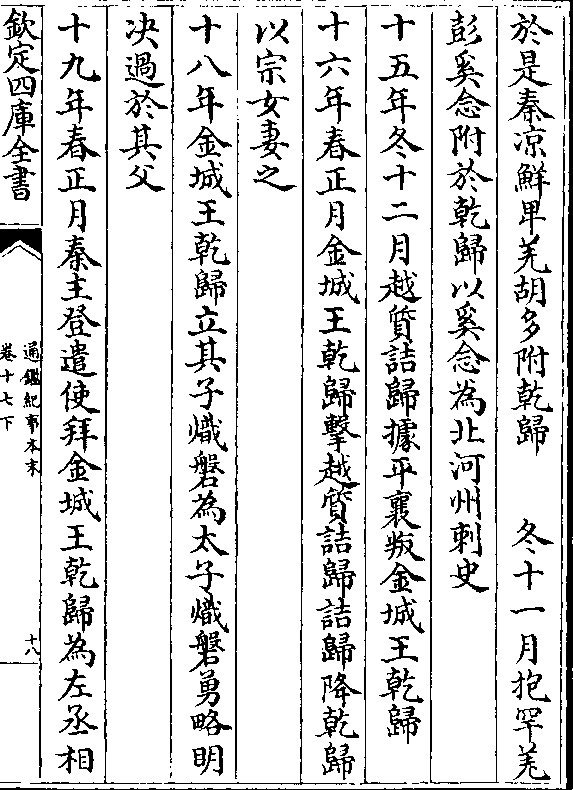 於是秦凉鮮卑羌胡多附乾歸　　冬十一月抱罕羌
彭奚念附於乾歸以奚念為北河州刺史
十五年冬十二月越質詰歸據平襄叛金城王乾歸
十六年春正月金城王乾歸擊越質詰歸詰歸降乾歸
以宗女妻之
十八年金城王乾歸立其子熾磐為太子熾磐勇略明
决過於其父
十九年春正月秦主登遣使拜金城王乾歸為左丞相
欽定四庫全書
通鑑紀事本末
卷十七下
十八